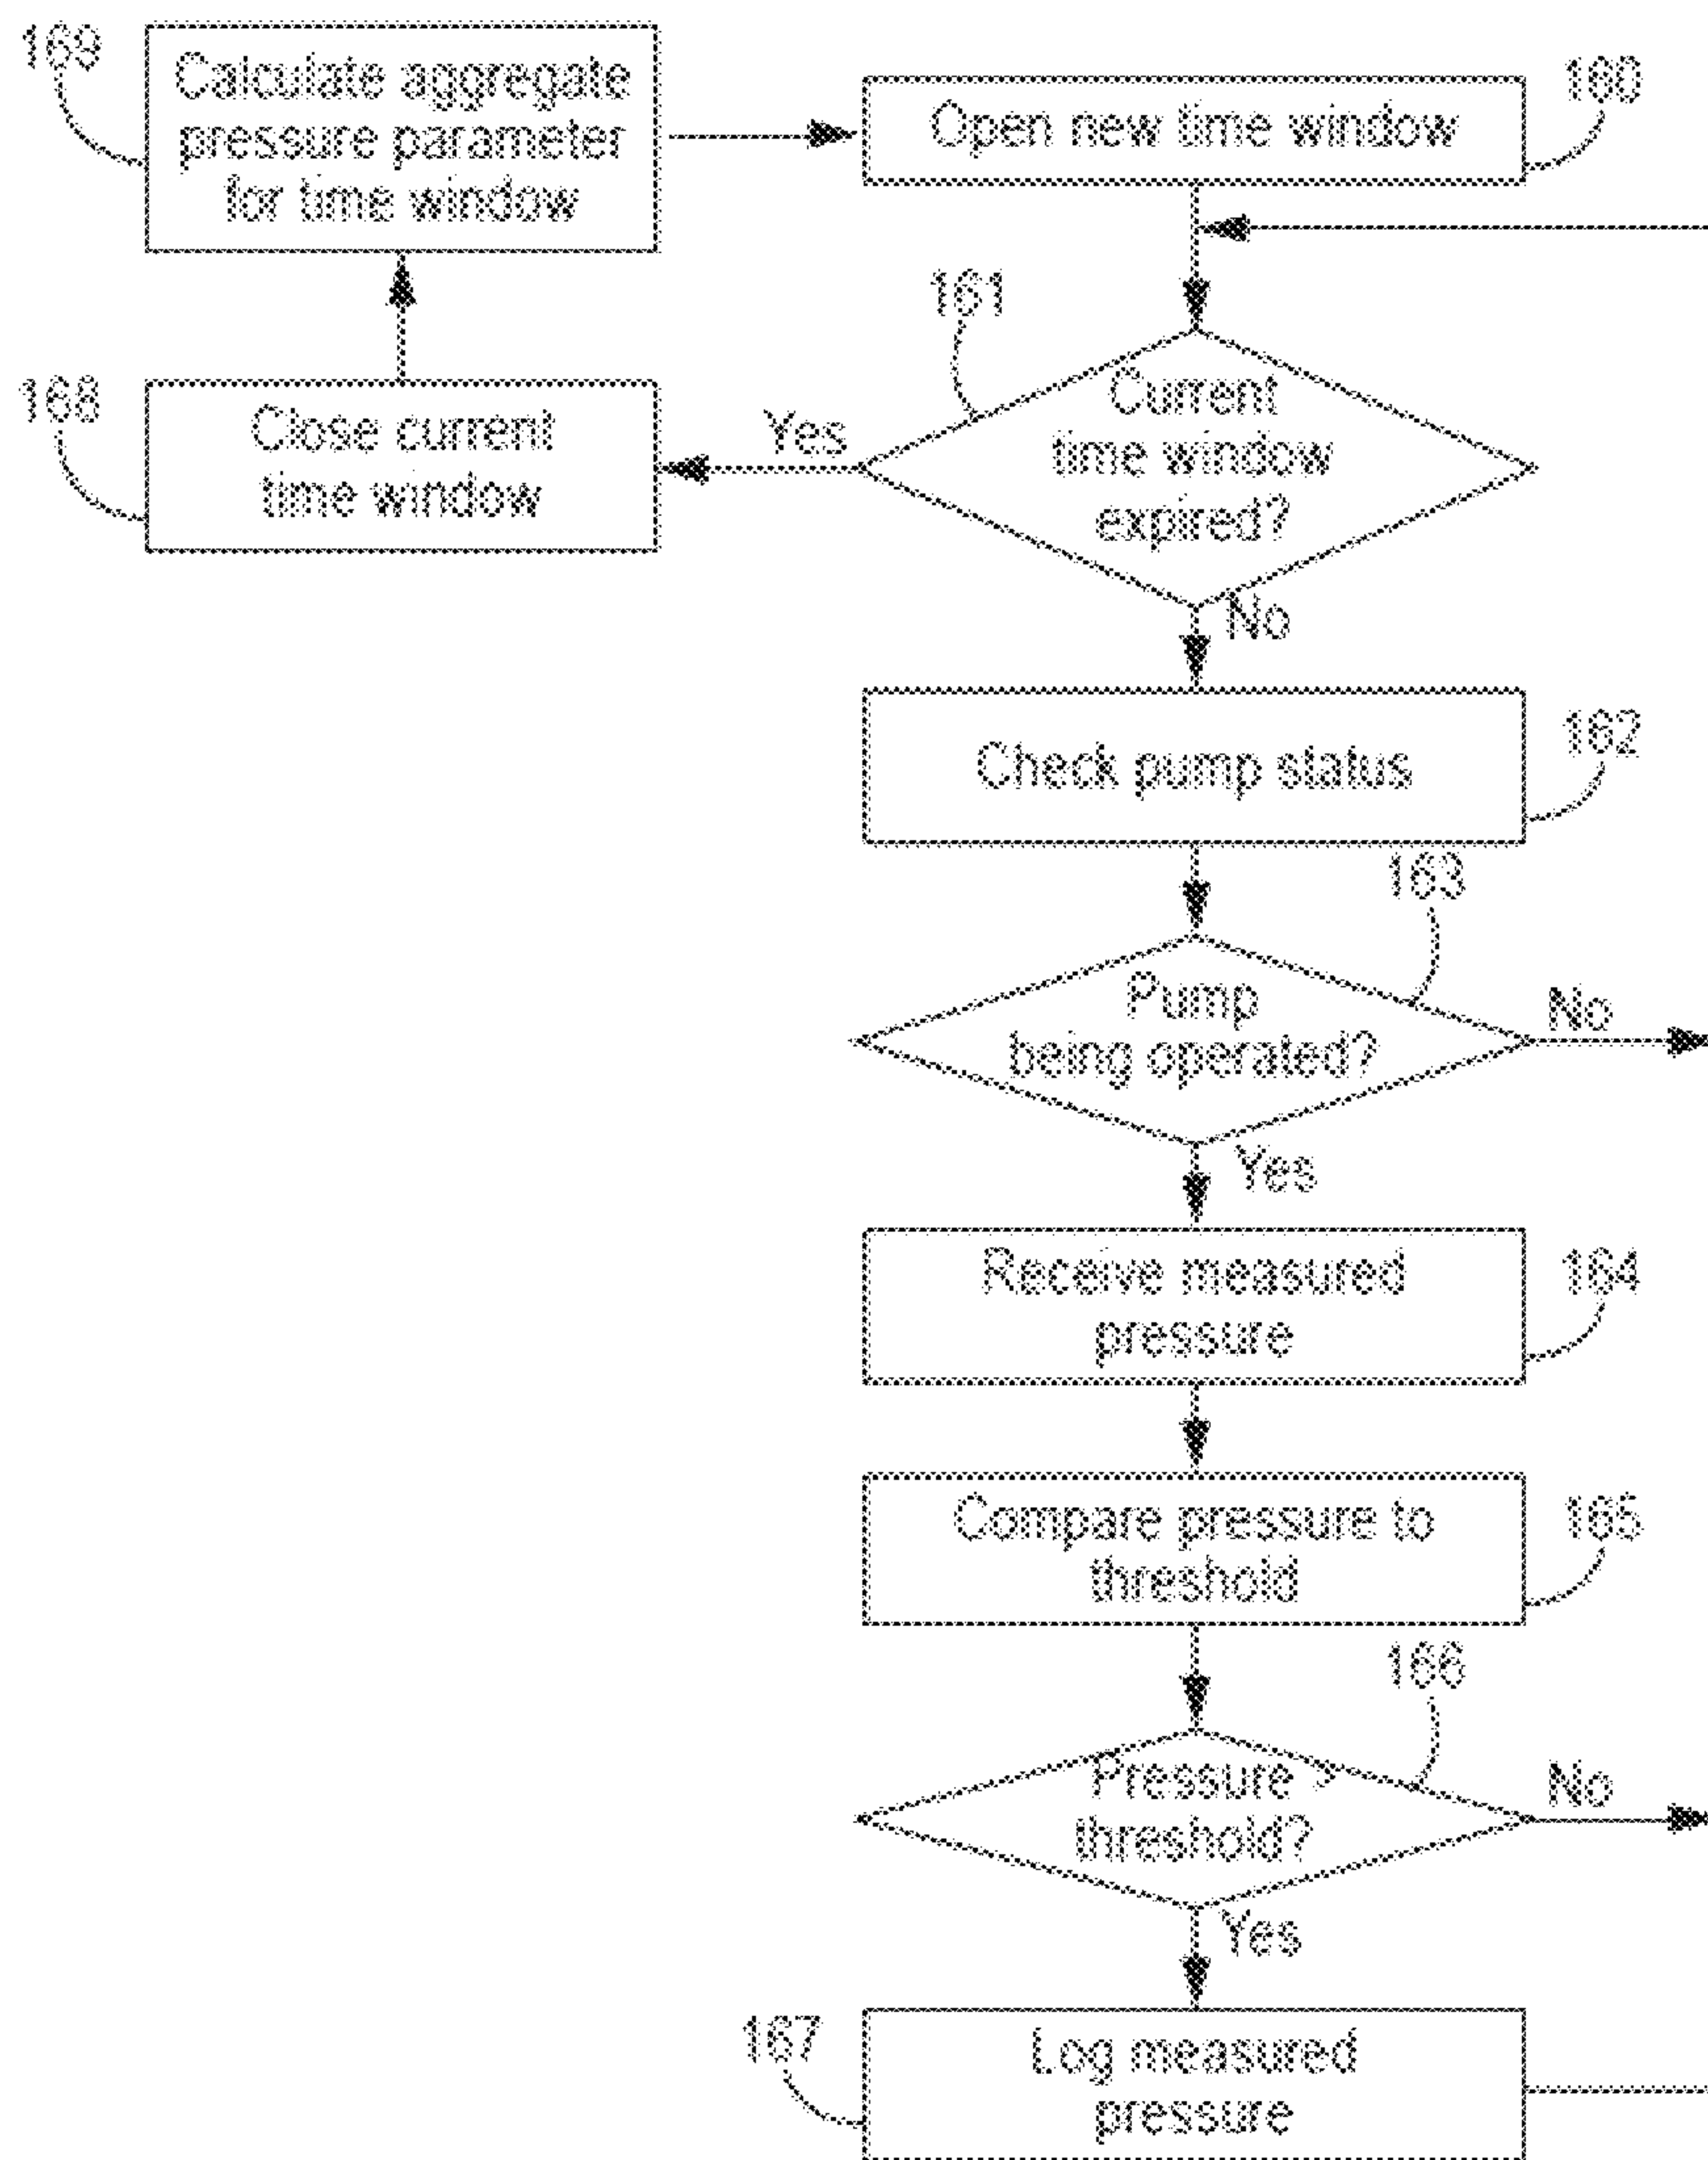 169
Calculate aggregate
pressure parameter
for time window
Open new time window
160
161
168
Close current
time window
Yes
Current
time window
expired?
No
Check pump status
162
163
Pump
being operated?
No
Yes
Receive measured
pressure
164
Compare pressure to
threshold
165
166
Pressure >
threshold?
No
Yes
167
Log measured
pressure